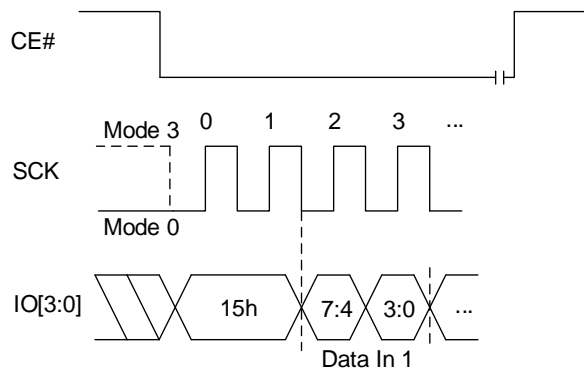 CE#
Mode 3 0 1 2 3 ...
SCK
Mode 0
IO[3:0] 15h 7:4 3:0 ...
Data In 1